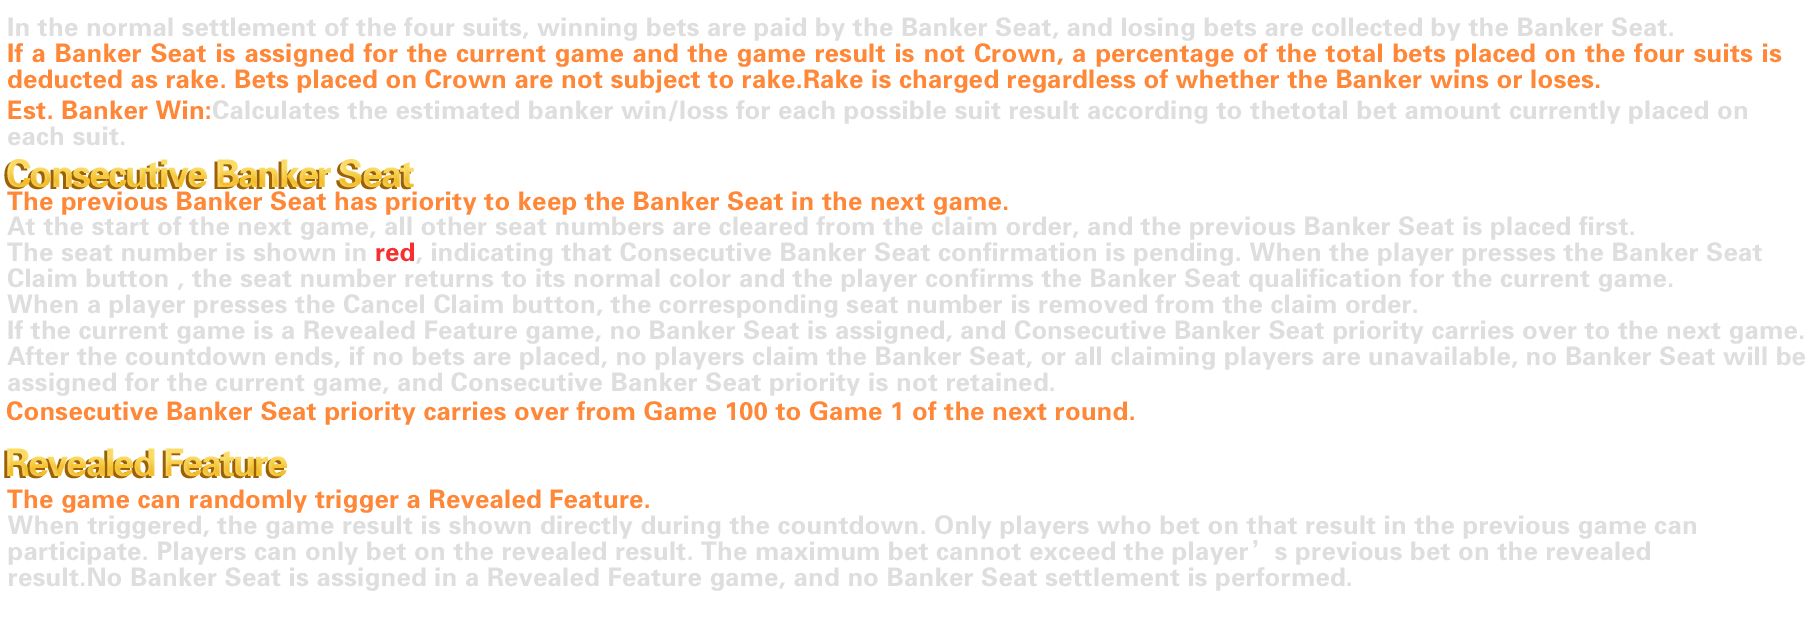 In the normal settlement of the four suits, winning bets are paid by the Banker Seat, and losing bets are collected by the Banker Seat.
If a Banker Seat is assigned for the current game and the game result is not Crown, a percentage of the total bets placed on the four suits is
deducted as rake. Bets placed on Crown are not subject to rake.Rake is charged regardless of whether the Banker wins or loses.
Est. Banker Win:Calculates the estimated banker win/loss for each possible suit result according to thetotal bet amount currently placed on
each suit.
Consecutive Banker Seat
The previous Banker Seat has priority to keep the Banker Seat in the next game.
At the start of the next game, all other seat numbers are cleared from the claim order, and the previous Banker Seat is placed first.
The seat number is shown in red, indicating that Consecutive Banker Seat confirmation is pending. When the player presses the Banker Seat
Claim button , the seat number returns to its normal color and the player confirms the Banker Seat qualification for the current game.
When a player presses the Cancel Claim button, the corresponding seat number is removed from the claim order.
If the current game is a Revealed Feature game, no Banker Seat is assigned, and Consecutive Banker Seat priority carries over to the next game.
After the countdown ends, if no bets are placed, no players claim the Banker Seat, or all claiming players are unavailable, no Banker Seat will be
assigned for the current game, and Consecutive Banker Seat priority is not retained.
Consecutive Banker Seat priority carries over from Game 100 to Game 1 of the next round.
Revealed Feature
The game can randomly trigger a Revealed Feature.
When triggered, the game result is shown directly during the countdown. Only players who bet on that result in the previous game can
participate. Players can only bet on the revealed result. The maximum bet cannot exceed the player’s previous bet on the revealed
result.No Banker Seat is assigned in a Revealed Feature game, and no Banker Seat settlement is performed.